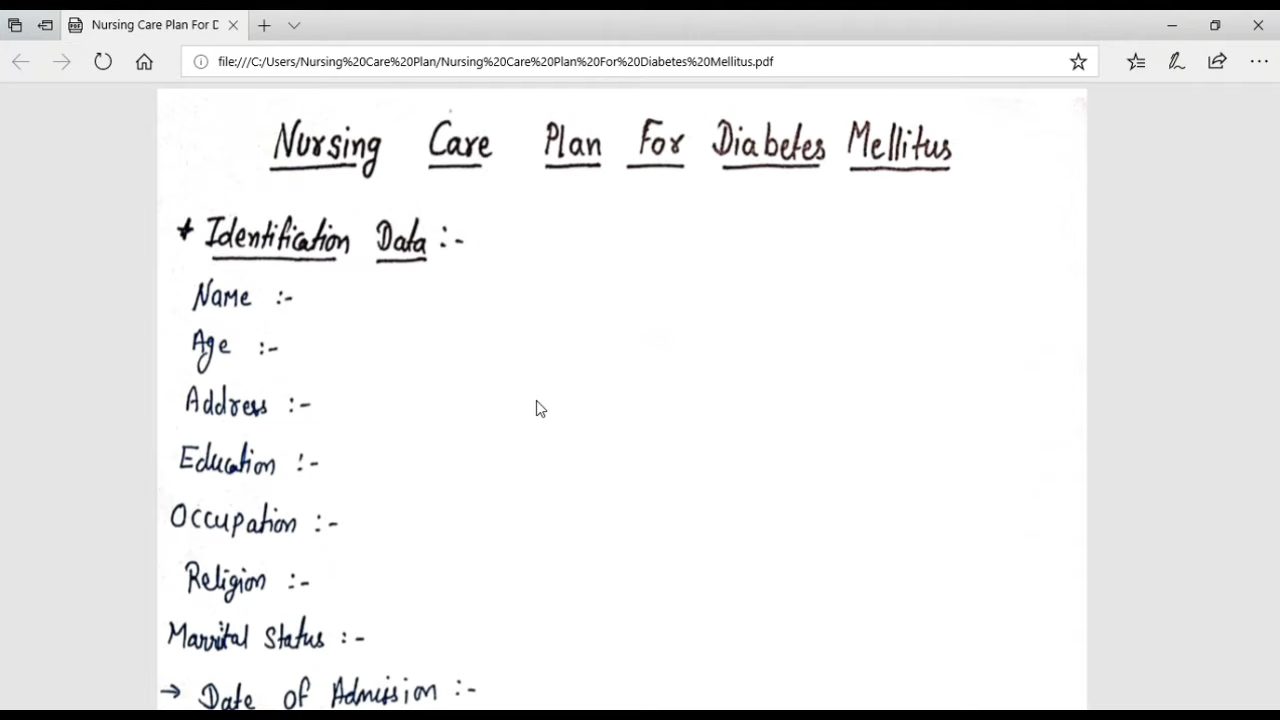 Nursing Care Plan For D
file:///C:/Users/Nursing%20Care%20Plan/Nursing%20Care%20Plan%20For%20Diabetes%20Mellitus.pdf
Nursing Care Plan For Diabetes Mellitus
* Identification Data :-
Name :-
Age :-
Address :-
Education :-
Occupation :-
Religion :-
Marrital Status :-
→ Date of Admission :-